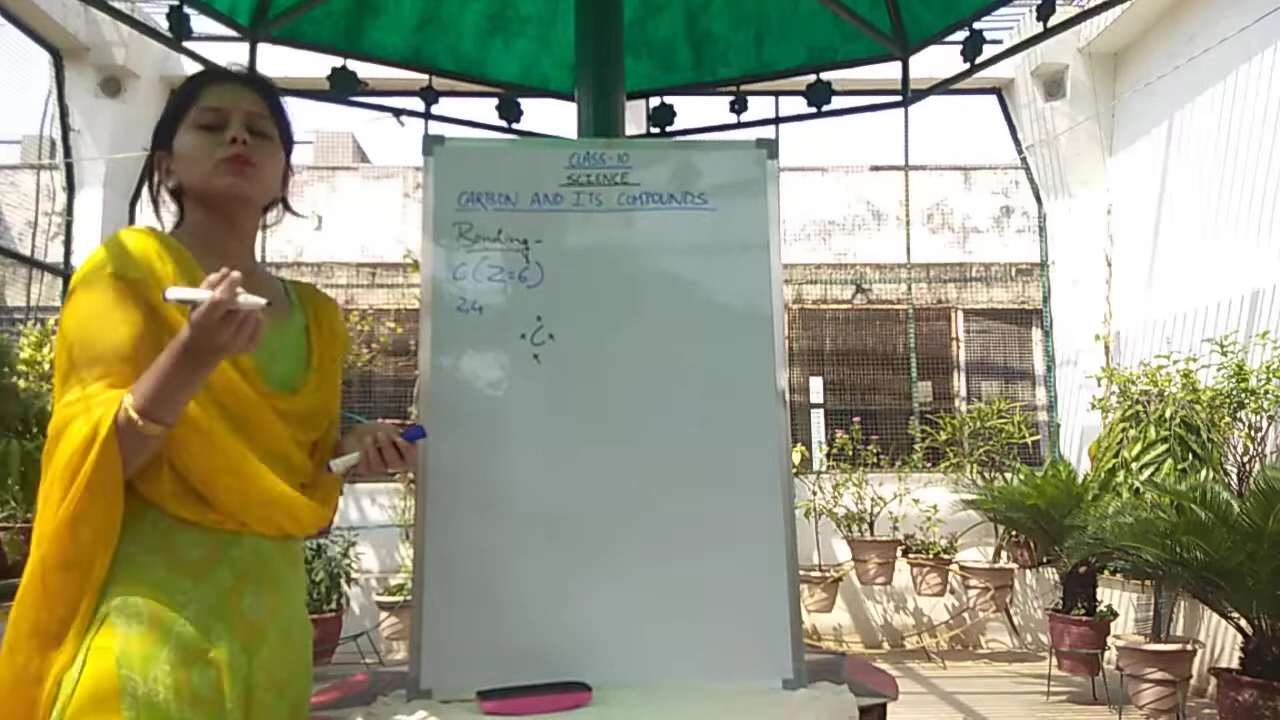 CLASS-10
SCIENCE
CARBON AND ITS COMPOUNDS
Bonding-
C(Z=6)
2,4
C